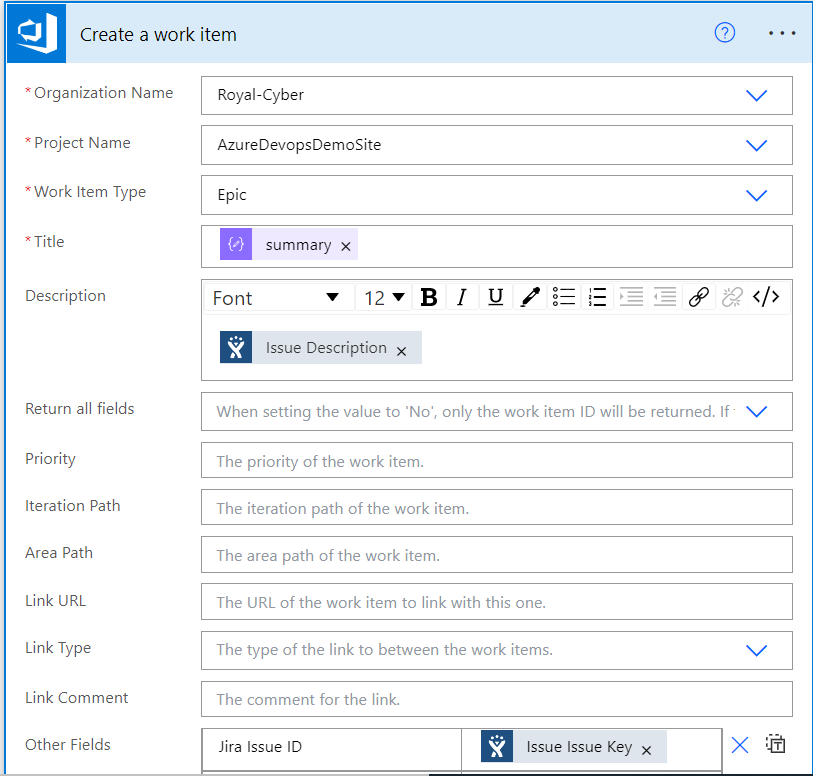 Create a work item
?
* Organization Name Royal-Cyber
* Project Name AzureDevopsDemoSite
* Work Item Type Epic
* Title summary ×
Description Font 12 B I U </>
Issue Description ×
Return all fields When setting the value to 'No', only the work item ID will be returned. If
Priority The priority of the work item.
Iteration Path The iteration path of the work item.
Area Path The area path of the work item.
Link URL The URL of the work item to link with this one.
Link Type The type of the link to between the work items.
Link Comment The comment for the link.
Other Fields Jira Issue ID Issue Issue Key ×